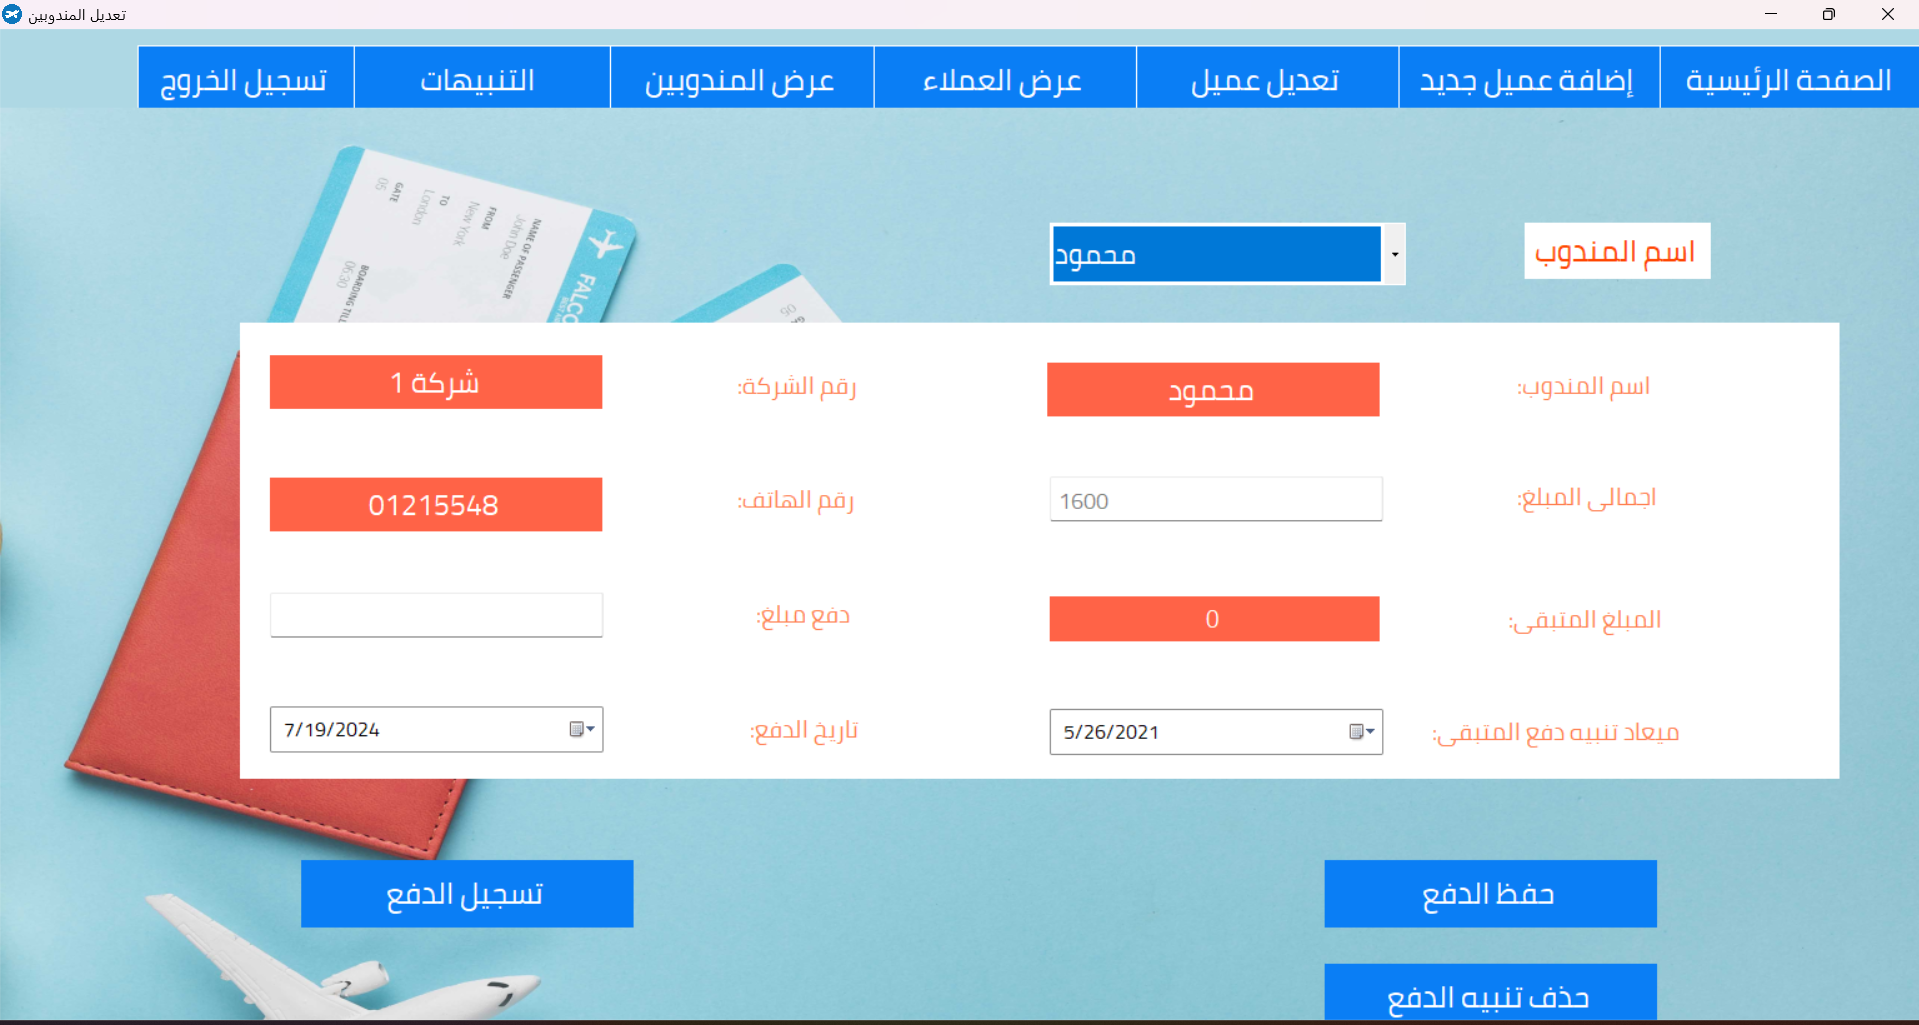 تعديل المندوبين
الصفحة الرئيسية
إضافة عميل جديد
تعديل عميل
عرض العملاء
عرض المندوبين
التنبيهات
تسجيل الخروج
اسم المندوب
محمود
اسم المندوب:
محمود
رقم الشركة:
شركة 1
اجمالى المبلغ:
1600
رقم الهاتف:
01215548
المبلغ المتبقى:
0
دفع مبلغ:
ميعاد تنبيه دفع المتبقى:
5/26/2021
تاريخ الدفع:
7/19/2024
حفظ الدفع
تسجيل الدفع
حذف تنبيه الدفع
NAME OF PASSENGER
John Doe
FROM
New York
TO
London
GATE
05
BOARDING TILL
06:30
06